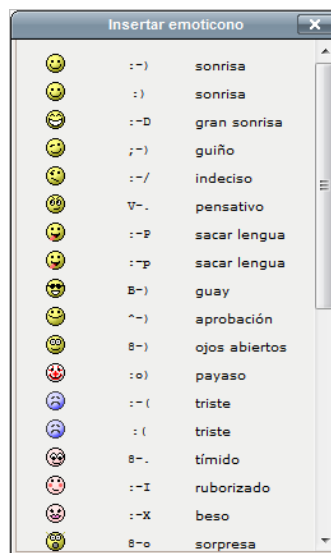 Insertar emoticono
:-) sonrisa
:) sonrisa
:-D gran sonrisa
;-) guiño
:-/ indeciso
V-. pensativo
:-P sacar lengua
:-p sacar lengua
B-) guay
^-) aprobación
8-) ojos abiertos
:o) payaso
:-( triste
:( triste
8-. tímido
:-I ruborizado
:-X beso
8-o sorpresa